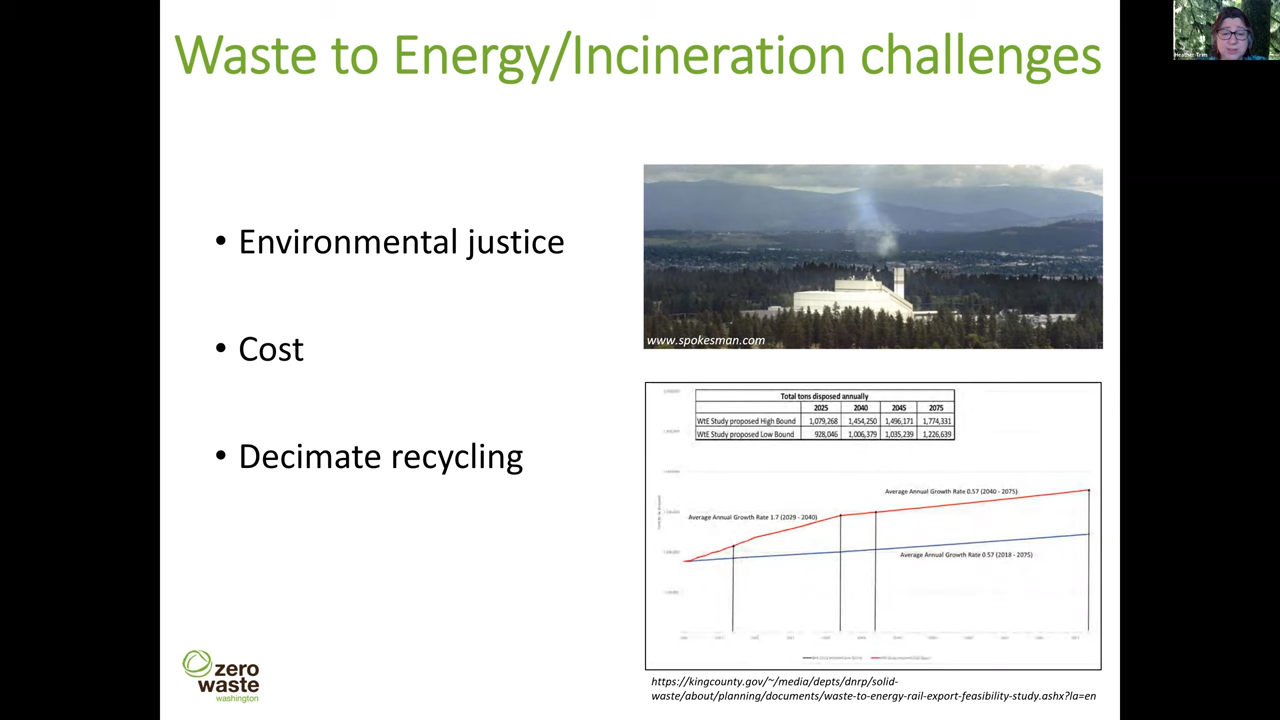 Waste to Energy/Incineration challenges
Heather Trim
• Environmental justice
• Cost
• Decimate recycling
www.spokesman.com
Total tons disposed annually
2025 2040 2045 2075
WtE Study proposed High Bound 1,079,268 1,454,250 1,496,171 1,774,331
WtE Study proposed Low Bound 928,046 1,006,379 1,035,239 1,226,639
Average Annual Growth Rate 0.57 (2040 - 2075)
Average Annual Growth Rate 1.7 (2029 - 2040)
Average Annual Growth Rate 0.57 (2018 - 2075)
zero
waste
washington
https://kingcounty.gov/~/media/depts/dnrp/solid-
waste/about/planning/documents/waste-to-energy-rail-export-feasibility-study.ashx?la=en